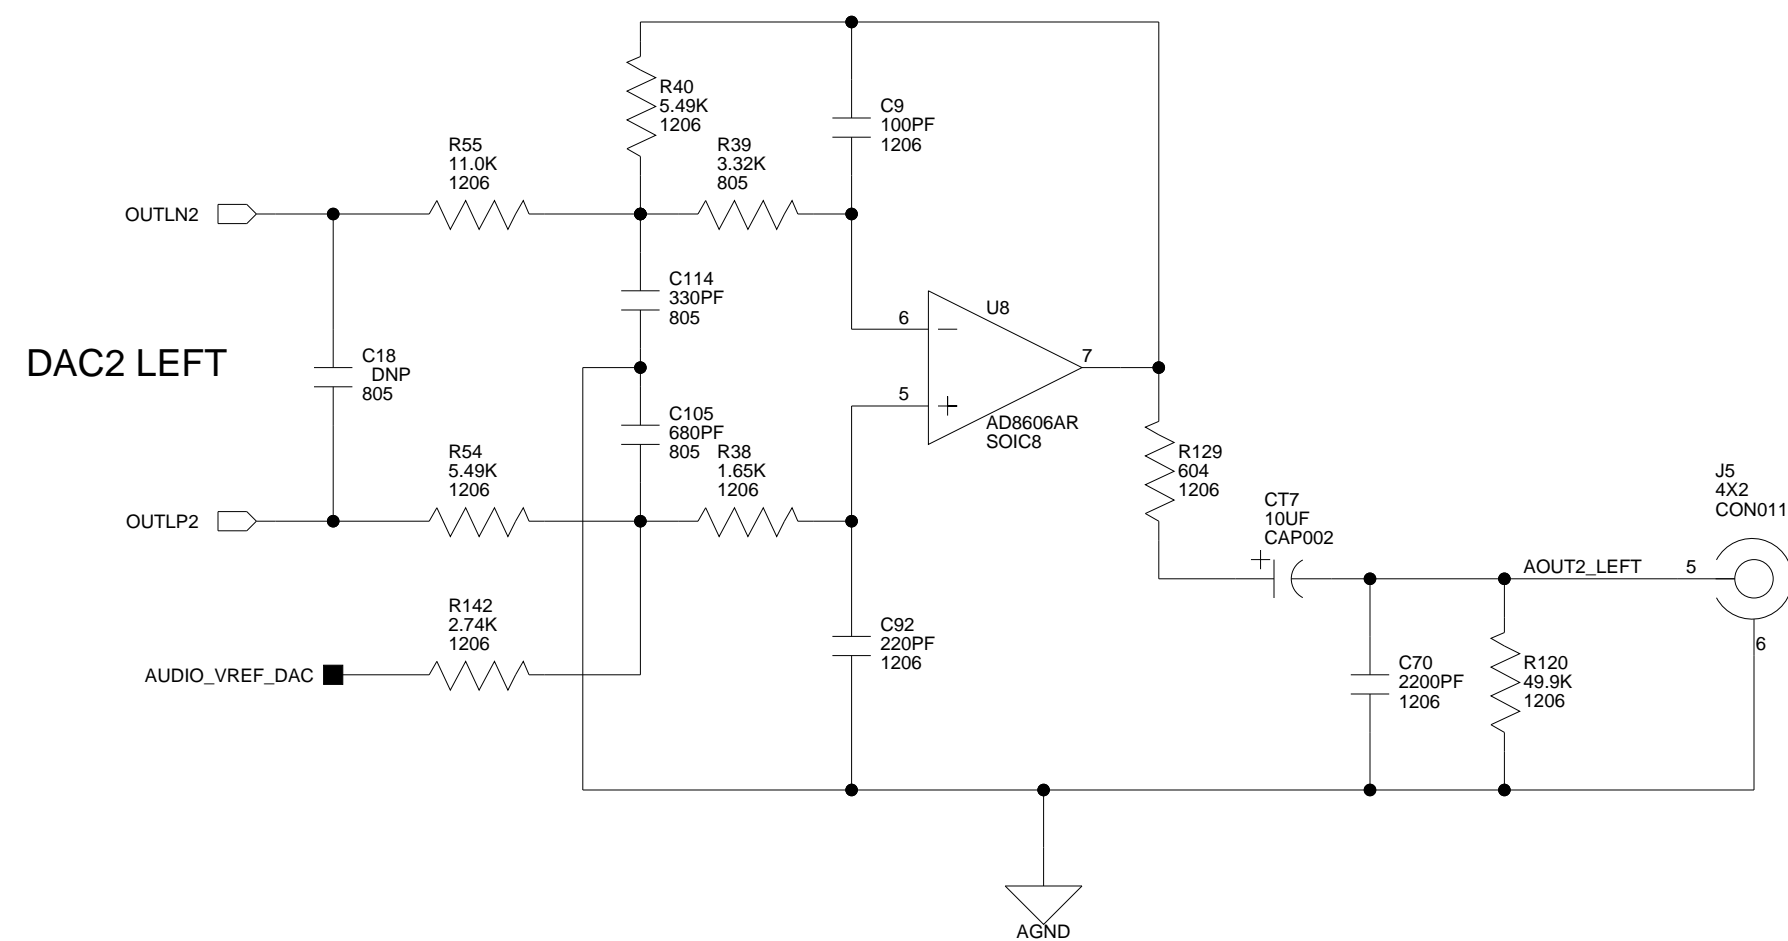 R40
5.49K
1206
C9
100PF
1206
R55
11.0K
1206
R39
3.32K
805
OUTLN2
C114
330PF
805
U8
6
7
5
AD8606AR
SOIC8
DAC2 LEFT
C18
DNP
805
C105
680PF
805
R38
1.65K
1206
R54
5.49K
1206
OUTLP2
R129
604
1206
CT7
10UF
CAP002
J5
4X2
CON011
AOUT2_LEFT
5
6
R142
2.74K
1206
AUDIO_VREF_DAC
C92
220PF
1206
C70
2200PF
1206
R120
49.9K
1206
AGND